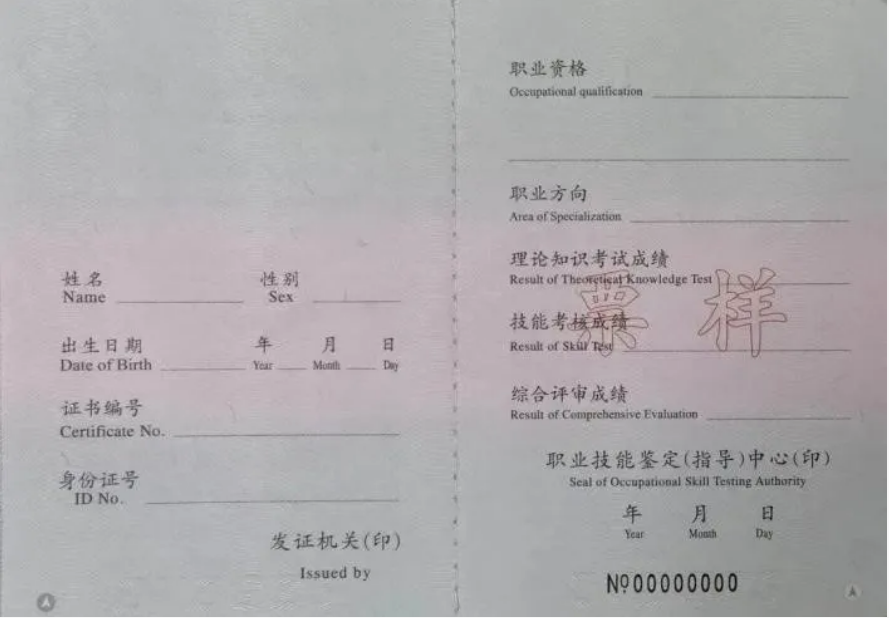 姓名 性别
Name Sex
出生日期 年 月 日
Date of Birth Year Month Day
证书编号
Certificate No.
身份证号
ID No.
发证机关(印)
Issued by
职业资格
Occupational qualification
职业方向
Area of Specialization
理论知识考试成绩
Result of Theoretical Knowledge Test
票样
技能考核成绩
Result of Skill Test
综合评审成绩
Result of Comprehensive Evaluation
职业技能鉴定(指导)中心(印)
Seal of Occupational Skill Testing Authority
年 月 日
Year Month Day
№00000000